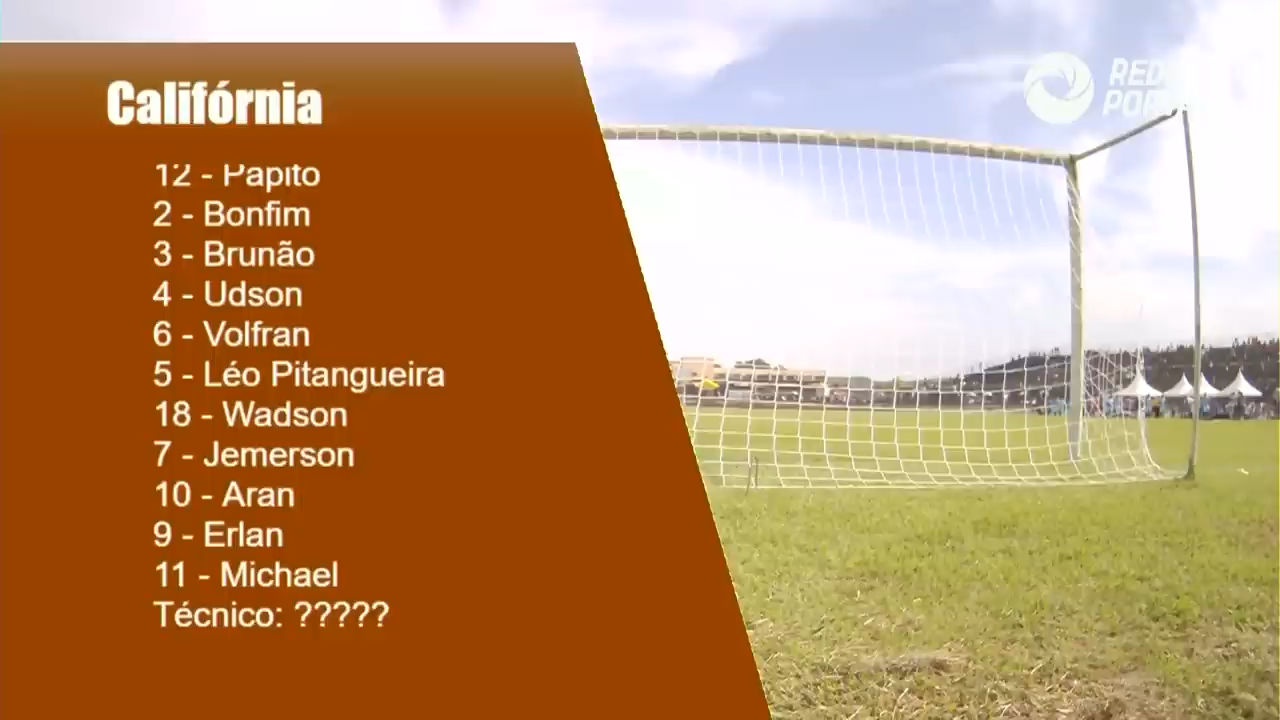 Califórnia
12 - Papito
2 - Bonfim
3 - Brunão
4 - Udson
6 - Volfran
5 - Léo Pitangueira
18 - Wadson
7 - Jemerson
10 - Aran
9 - Erlan
11 - Michael
Técnico: ?????